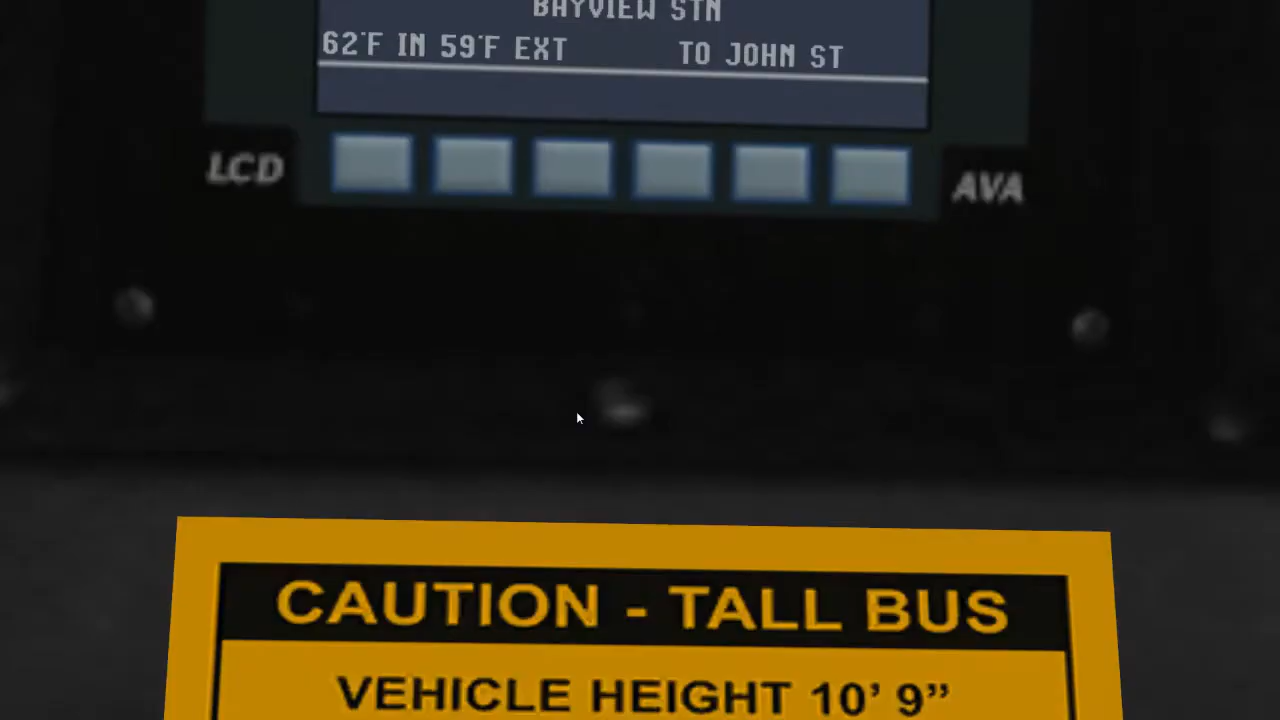 BAYVIEW STN
62°F IN 59°F EXT TO JOHN ST
LCD
AVA
CAUTION - TALL BUS
VEHICLE HEIGHT 10’ 9”